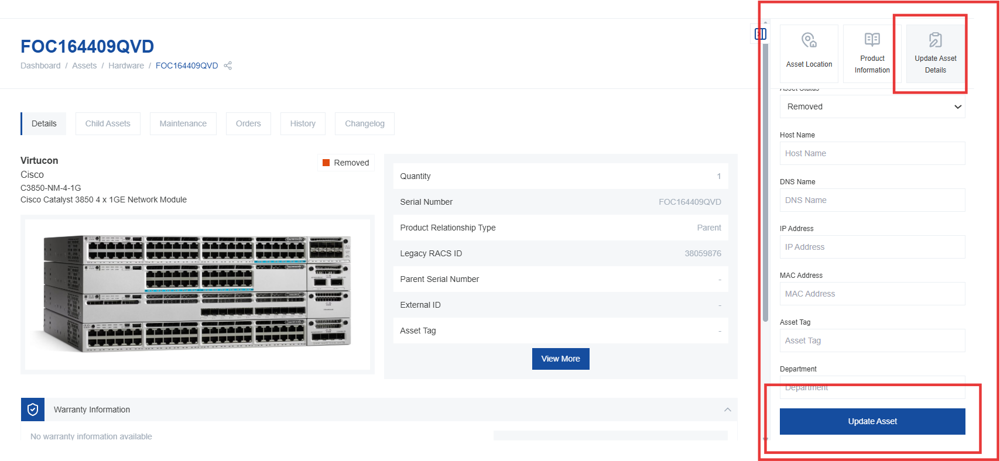 FOC164409QVD
Dashboard / Assets / Hardware / FOC164409QVD
Details
Child Assets
Maintenance
Orders
History
Changelog
Virtucon
Removed
Cisco
C3850-NM-4-1G
Cisco Catalyst 3850 4 x 1GE Network Module
Quantity 1
Serial Number FOC164409QVD
Product Relationship Type Parent
Legacy RACS ID 38059876
Parent Serial Number -
External ID -
Asset Tag -
View More
Warranty Information
No warranty information available
Asset Location
Product
Information
Update Asset
Details
Asset Status
Removed
Host Name
Host Name
DNS Name
DNS Name
IP Address
IP Address
MAC Address
MAC Address
Asset Tag
Asset Tag
Department
Department
Update Asset